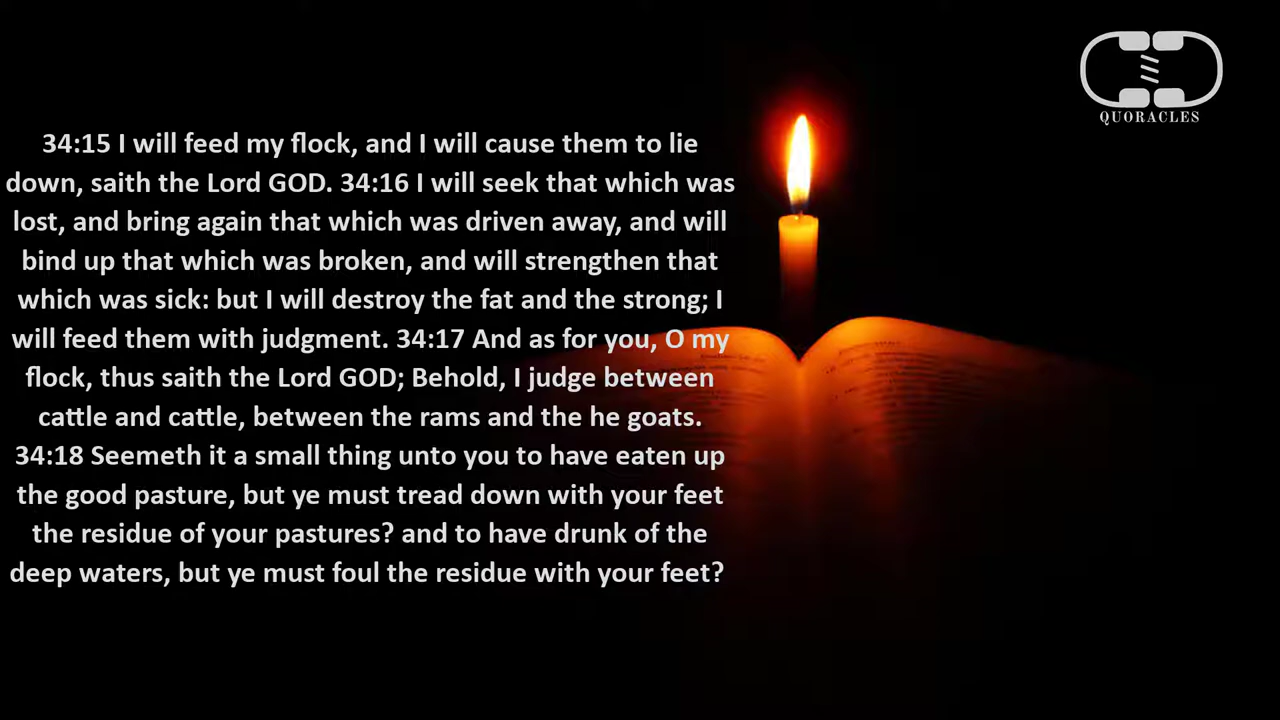 QUORACLES
34:15 I will feed my flock, and I will cause them to lie
down, saith the Lord GOD. 34:16 I will seek that which was
lost, and bring again that which was driven away, and will
bind up that which was broken, and will strengthen that
which was sick: but I will destroy the fat and the strong; I
will feed them with judgment. 34:17 And as for you, O my
flock, thus saith the Lord GOD; Behold, I judge between
cattle and cattle, between the rams and the he goats.
34:18 Seemeth it a small thing unto you to have eaten up
the good pasture, but ye must tread down with your feet
the residue of your pastures? and to have drunk of the
deep waters, but ye must foul the residue with your feet?